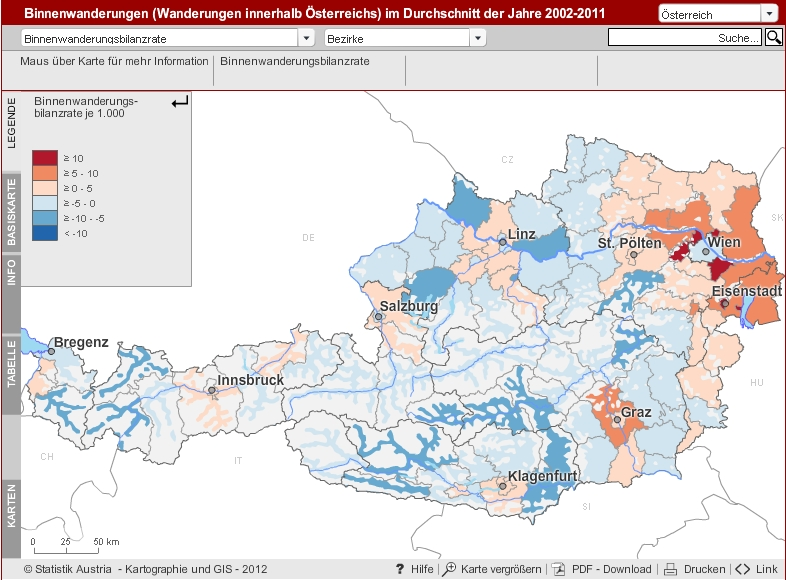 Binnenwanderungen (Wanderungen innerhalb Österreichs) im Durchschnitt der Jahre 2002-2011
Österreich
Binnenwanderungsbilanzrate
Bezirke
Suche...
Maus über Karte für mehr Information
Binnenwanderungsbilanzrate
LEGENDE
BASISKARTE
INFO
TABELLE
KARTEN
Binnenwanderungs-
bilanzrate je 1.000
≥ 10
≥ 5 - 10
≥ 0 - 5
≥ -5 - 0
≥ -10 - -5
< -10
CZ
DE
SK
Linz
St. Pölten
Wien
Eisenstadt
Salzburg
Bregenz
Innsbruck
HU
Graz
CH
IT
Klagenfurt
SI
0 25 50 km
© Statistik Austria - Kartographie und GIS - 2012
? Hilfe
Karte vergrößern
PDF - Download
Drucken
<> Link